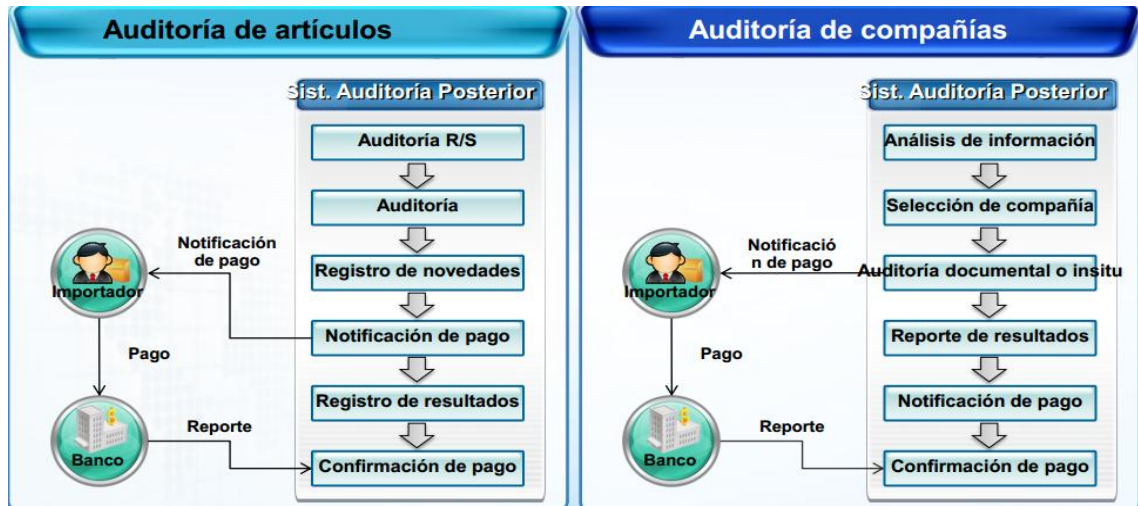 Auditoría de artículos
Sist. Auditoría Posterior
Auditoría R/S
Auditoría
Registro de novedades
Notificación de pago
Registro de resultados
Confirmación de pago
Notificación
de pago
Importador
Pago
Banco
Reporte
Auditoría de compañías
Sist. Auditoría Posterior
Análisis de información
Selección de compañía
Auditoría documental o insitu
Reporte de resultados
Notificación de pago
Confirmación de pago
Notificació
n de pago
Importador
Pago
Banco
Reporte